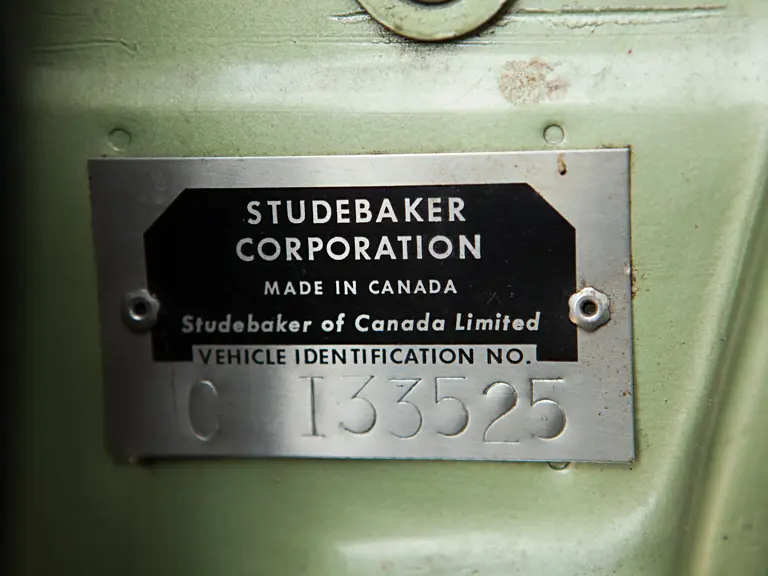 STUDEBAKER
CORPORATION
MADE IN CANADA
Studebaker of Canada Limited
VEHICLE IDENTIFICATION NO.
C 133525